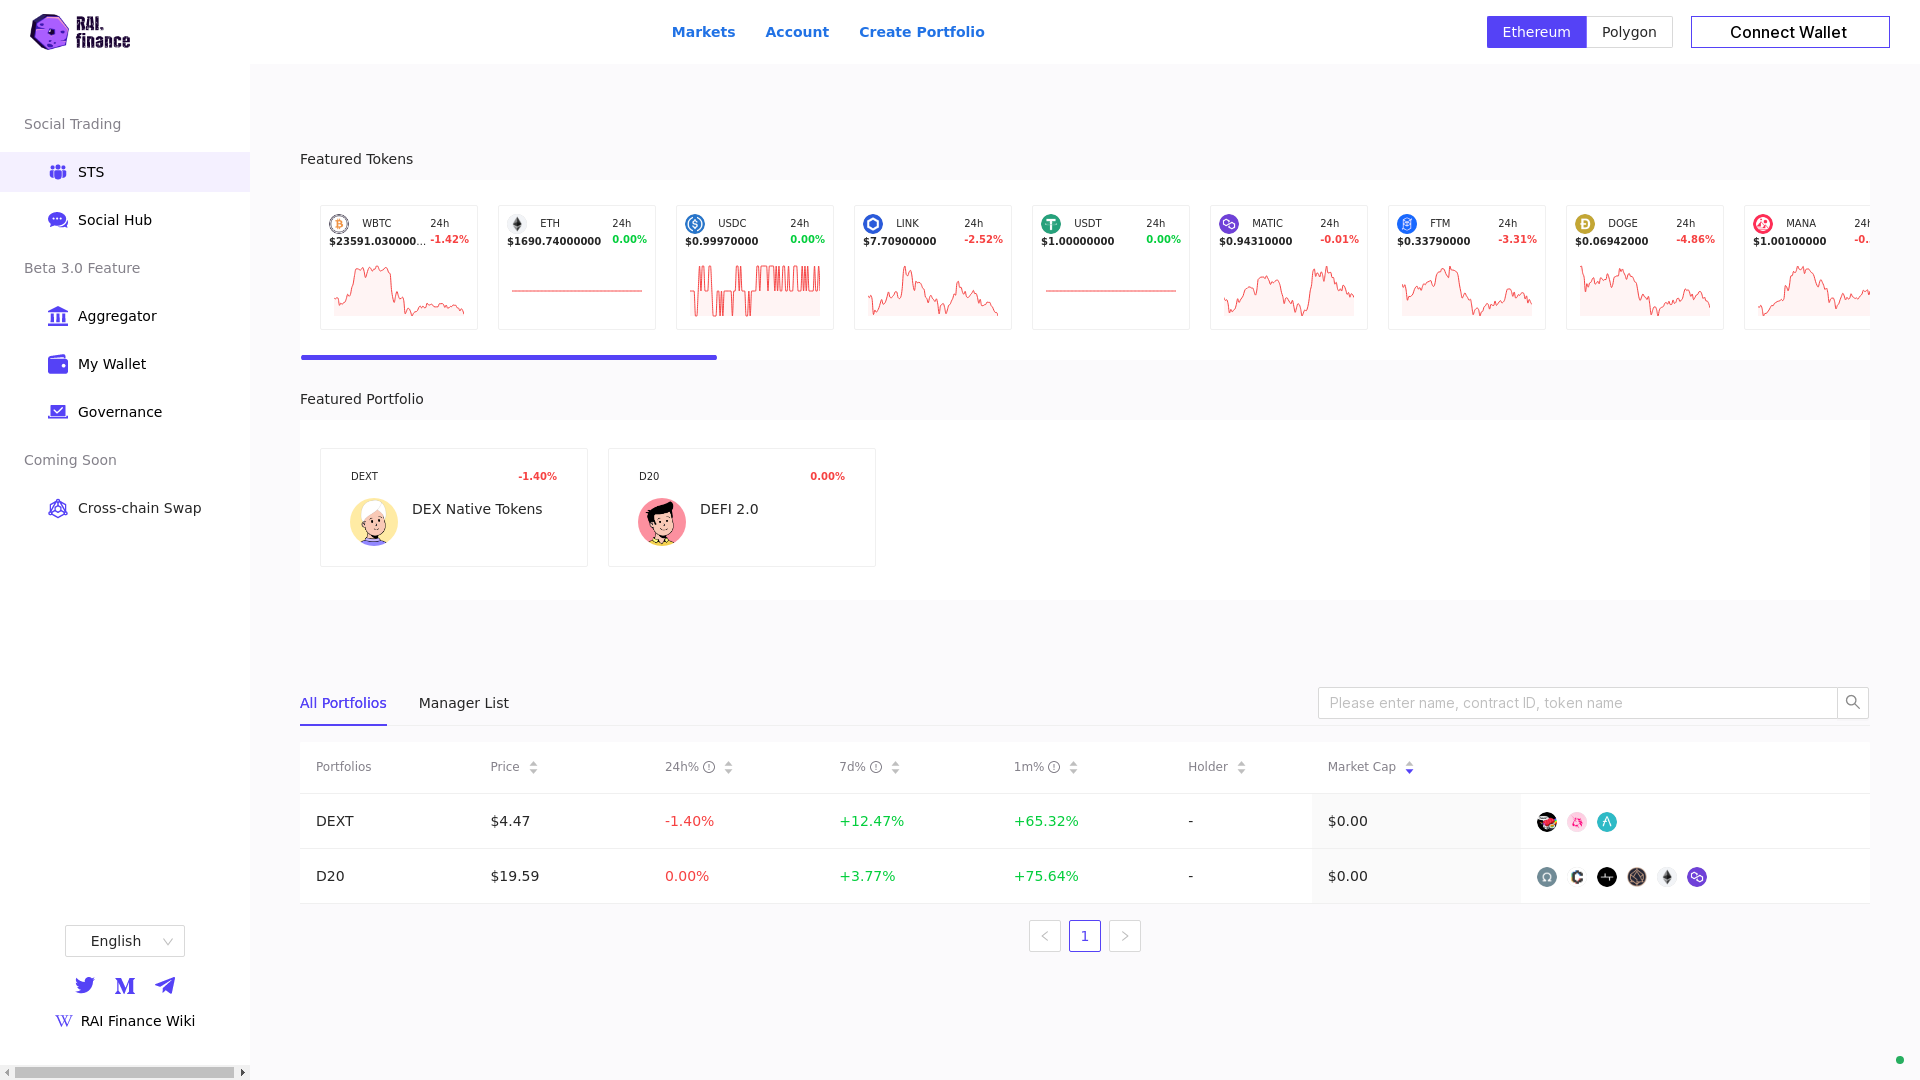 RAI.
finance
Markets
Account
Create Portfolio
Ethereum
Polygon
Connect Wallet
Social Trading
STS
Social Hub
Beta 3.0 Feature
Aggregator
My Wallet
Governance
Coming Soon
Cross-chain Swap
English
RAI Finance Wiki
Featured Tokens
WBTC 24h
$23591.030000... -1.42%
ETH 24h
$1690.74000000 0.00%
USDC 24h
$0.99970000 0.00%
LINK 24h
$7.70900000 -2.52%
USDT 24h
$1.00000000 0.00%
MATIC 24h
$0.94310000 -0.01%
FTM 24h
$0.33790000 -3.31%
DOGE 24h
$0.06942000 -4.86%
MANA 24h
$1.00100000 -0.
Featured Portfolio
DEXT -1.40%
DEX Native Tokens
D20 0.00%
DEFI 2.0
All Portfolios Manager List
Please enter name, contract ID, token name
Portfolios Price 24h% 7d% 1m% Holder Market Cap
DEXT $4.47 -1.40% +12.47% +65.32% - $0.00
D20 $19.59 0.00% +3.77% +75.64% - $0.00
1